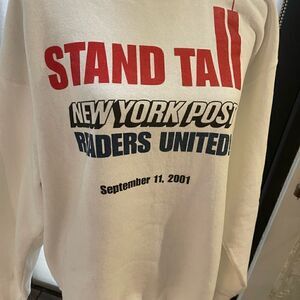 STAND TALL
NEW YORK POST
READERS UNITED!
September 11, 2001